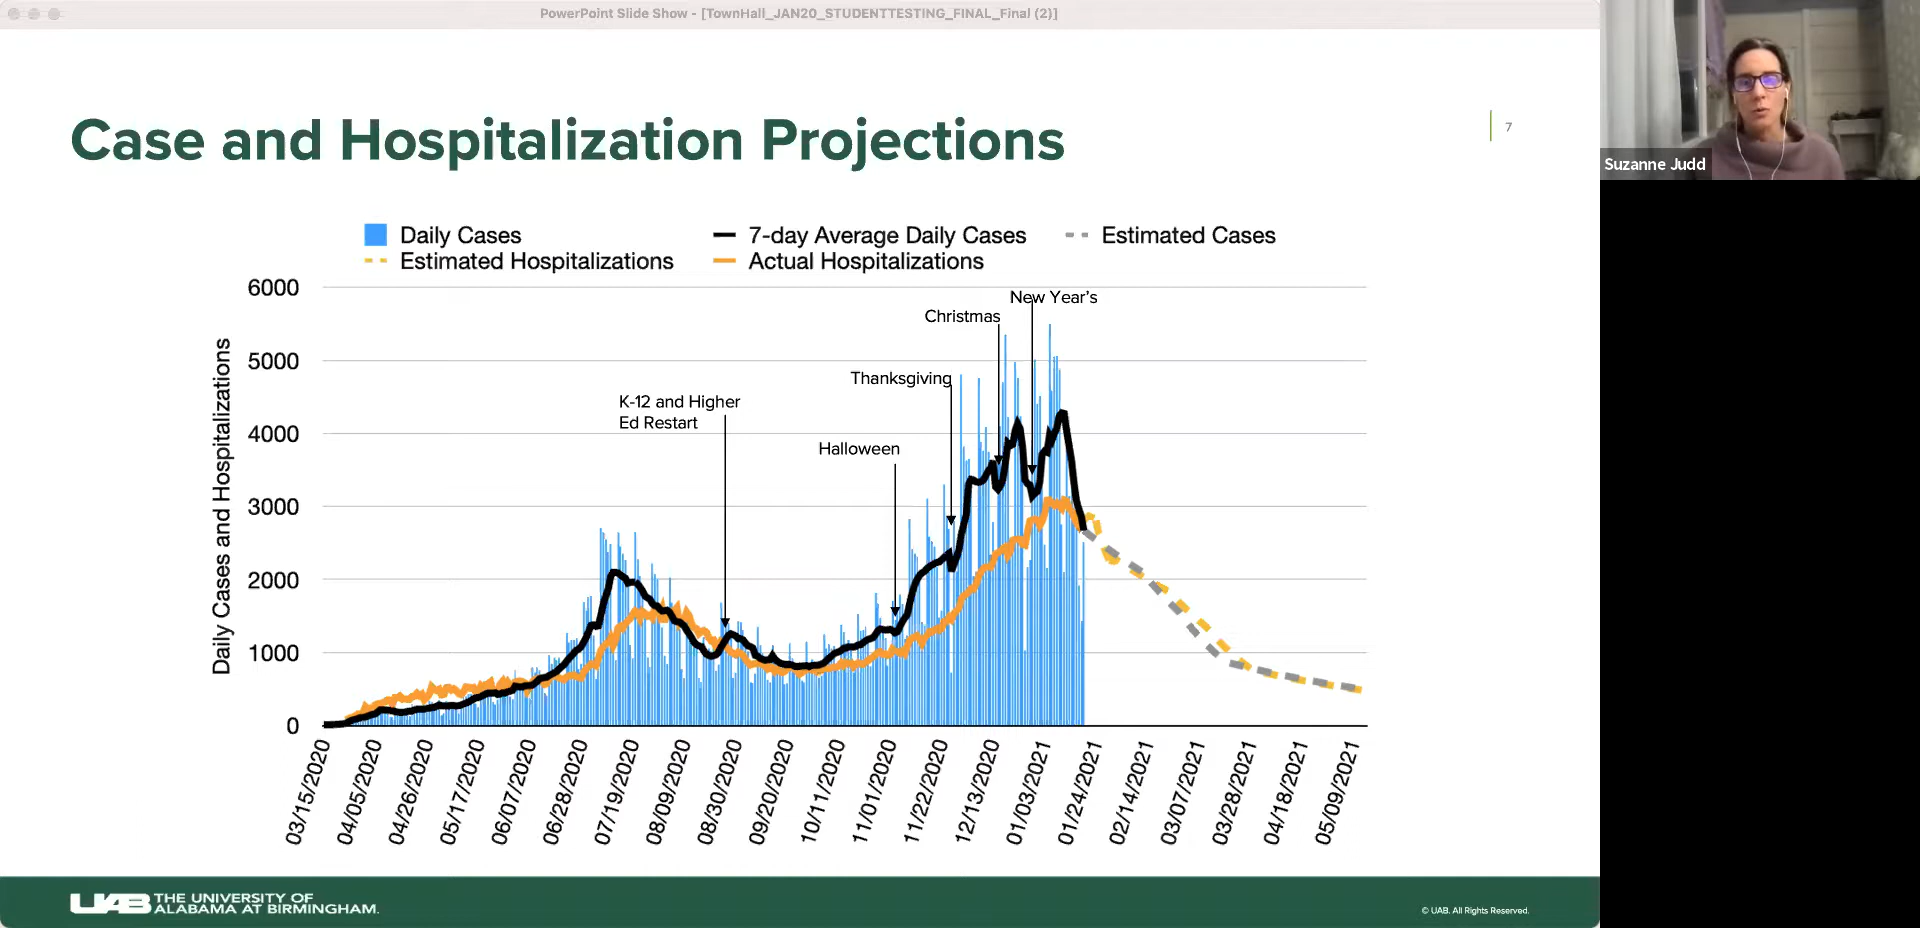 PowerPoint Slide Show - [TownHall_JAN20_STUDENTTESTING_FINAL_Final (2)]
Case and Hospitalization Projections
7
Suzanne Judd
Daily Cases
7-day Average Daily Cases
Estimated Cases
Estimated Hospitalizations
Actual Hospitalizations
Daily Cases and Hospitalizations
6000
5000
4000
3000
2000
1000
0
New Year's
Christmas
Thanksgiving
K-12 and Higher
Ed Restart
Halloween
03/15/2020
04/05/2020
04/26/2020
05/17/2020
06/07/2020
06/28/2020
07/19/2020
08/09/2020
08/30/2020
09/20/2020
10/11/2020
11/01/2020
11/22/2020
12/13/2020
01/03/2021
01/24/2021
02/14/2021
03/07/2021
03/28/2021
04/18/2021
05/09/2021
UAB THE UNIVERSITY OF
ALABAMA AT BIRMINGHAM.
© UAB. All Rights Reserved.